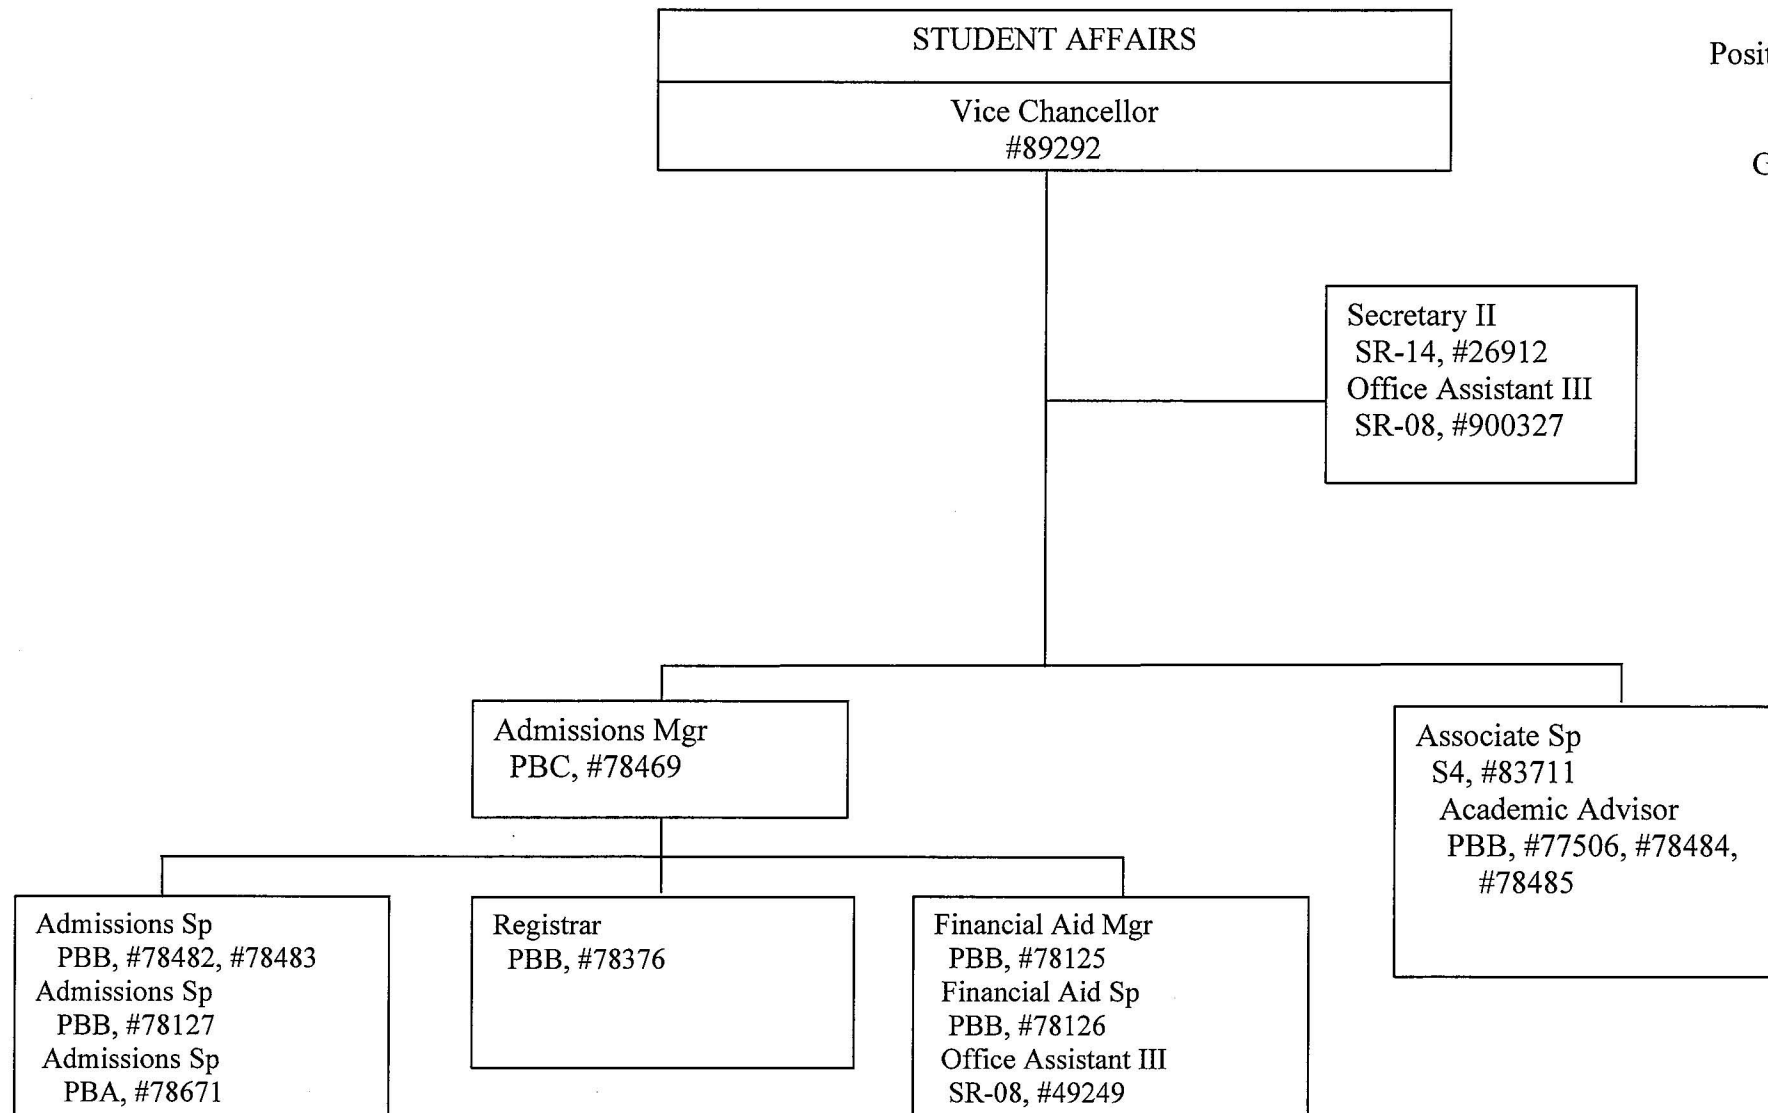 STUDENT AFFAIRS
Vice Chancellor
#89292
Posit
G
Secretary II
SR-14, #26912
Office Assistant III
SR-08, #900327
Admissions Mgr
PBC, #78469
Associate Sp
S4, #83711
Academic Advisor
PBB, #77506, #78484,
#78485
Admissions Sp
PBB, #78482, #78483
Admissions Sp
PBB, #78127
Admissions Sp
PBA, #78671
Registrar
PBB, #78376
Financial Aid Mgr
PBB, #78125
Financial Aid Sp
PBB, #78126
Office Assistant III
SR-08, #49249